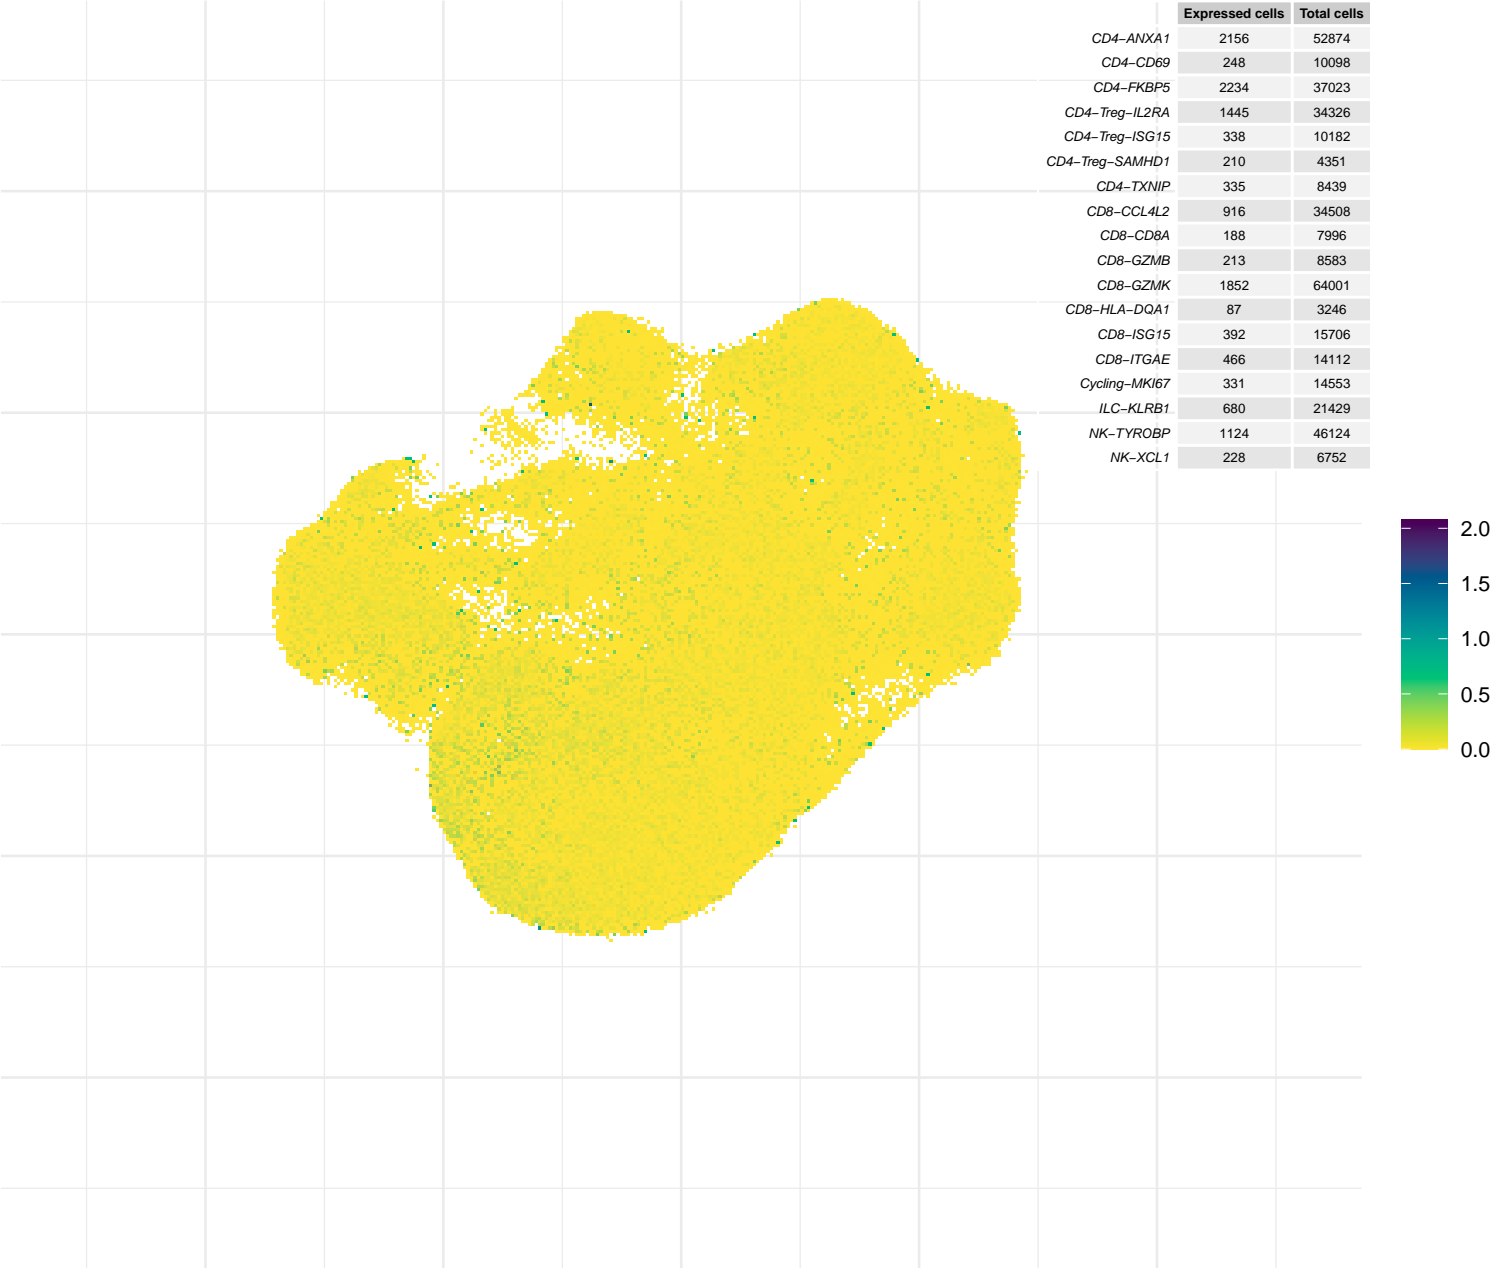 Expressed cells Total cells
CD4−ANXA1 2156 52874
CD4−CD69 248 10098
CD4−FKBP5 2234 37023
CD4−Treg−IL2RA 1445 34326
CD4−Treg−ISG15 338 10182
CD4−Treg−SAMHD1 210 4351
CD4−TXNIP 335 8439
CD8−CCL4L2 916 34508
CD8−CD8A 188 7996
CD8−GZMB 213 8583
CD8−GZMK 1852 64001
CD8−HLA−DQA1 87 3246
CD8−ISG15 392 15706
CD8−ITGAE 466 14112
Cycling−MKI67 331 14553
ILC−KLRB1 680 21429
NK−TYROBP 1124 46124
NK−XCL1 228 6752
2.0
1.5
1.0
0.5
0.0